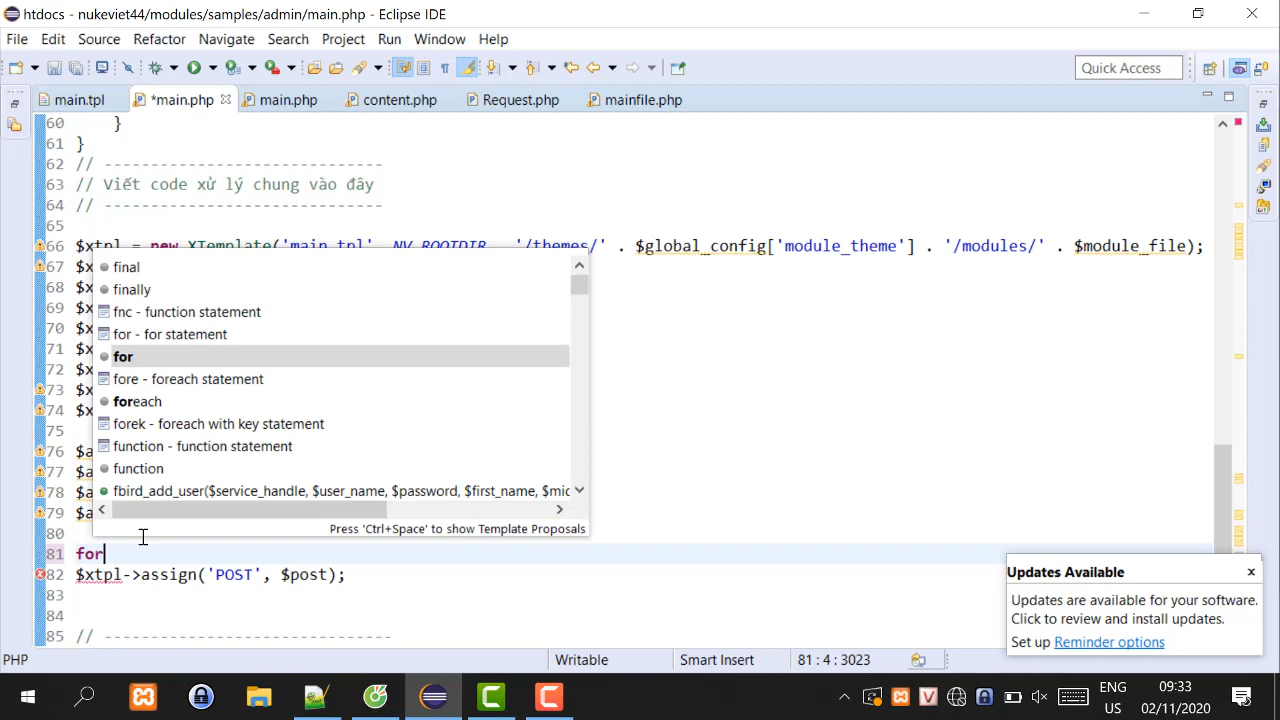 htdocs - nukeviet44/modules/samples/admin/main.php - Eclipse IDE
File Edit Source Refactor Navigate Search Project Run Window Help
Quick Access
main.tpl *main.php main.php content.php Request.php mainfile.php
60 }
61 }
62 // ------------------------------
63 // Viết code xử lý chung vào đây
64 // ------------------------------
65
66 $xtpl = new XTemplate('main.tpl', NV_ROOTDIR . '/themes/' . $global_config['module_theme'] . '/modules/' . $module_file);
67 $x
68 $x
69 $x
70 $x
71 $x
72 $x
73 $x
74 $x
75
76 $a
77 $a
78 $a
79 $a
80
81 for
82 $xtpl->assign('POST', $post);
83
84
85 // -------------------------------
final
finally
fnc - function statement
for - for statement
for
fore - foreach statement
foreach
forek - foreach with key statement
function - function statement
function
fbird_add_user($service_handle, $user_name, $password, $first_name, $mid
Press 'Ctrl+Space' to show Template Proposals
Updates Available
Updates are available for your software.
Click to review and install updates.
Set up Reminder options
PHP Writable Smart Insert 81 : 4 : 3023
ENG
US
09:33
02/11/2020